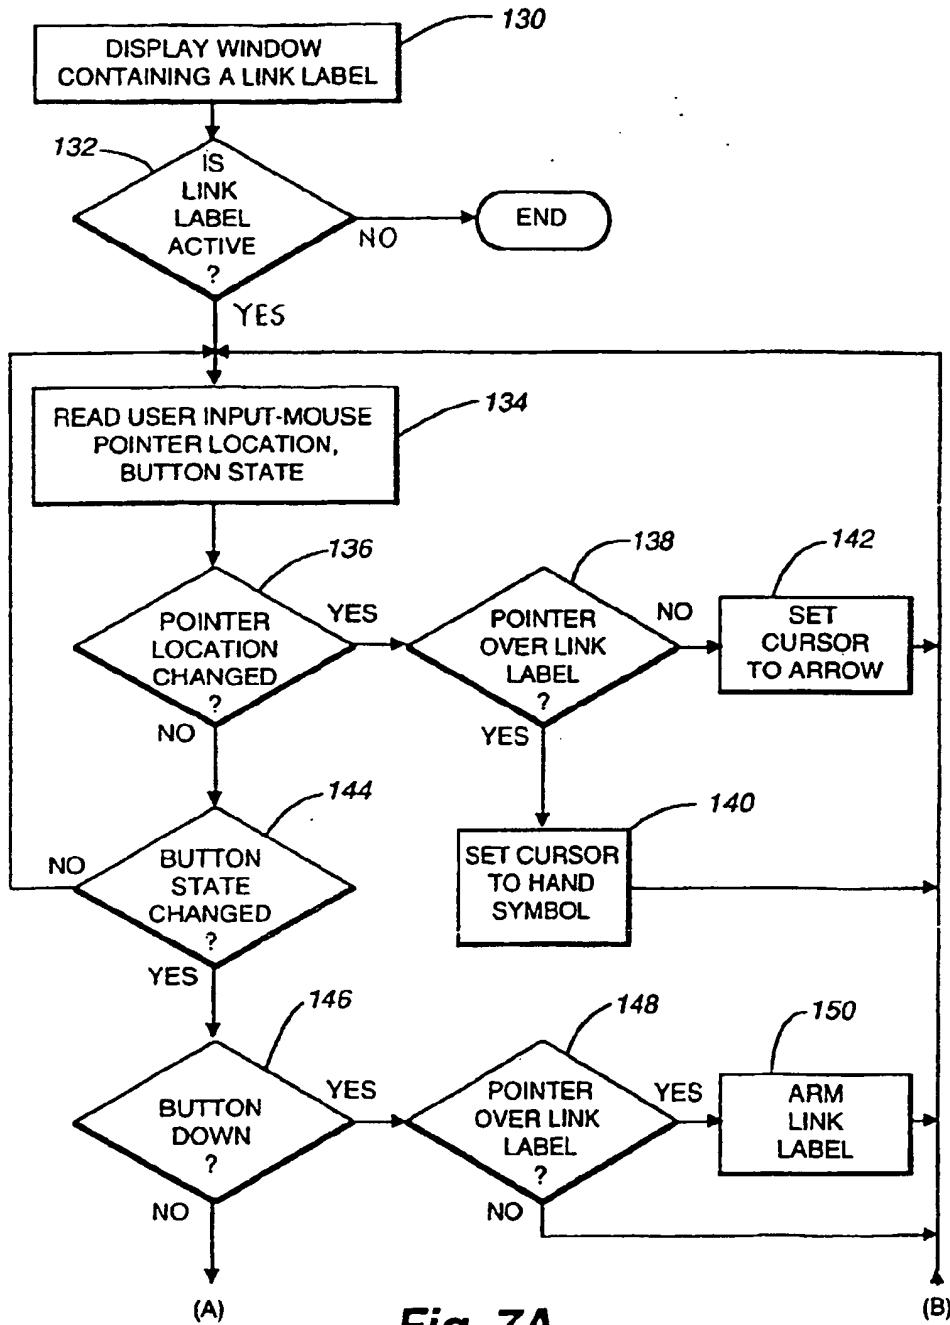 130
DISPLAY WINDOW
CONTAINING A LINK LABEL
132
IS
LINK
LABEL
ACTIVE
?
NO
END
YES
134
READ USER INPUT-MOUSE
POINTER LOCATION,
BUTTON STATE
136
POINTER
LOCATION
CHANGED
?
YES
NO
138
POINTER
OVER LINK
LABEL
?
NO
YES
142
SET
CURSOR
TO ARROW
144
BUTTON
STATE
CHANGED
?
NO
YES
140
SET CURSOR
TO HAND
SYMBOL
146
BUTTON
DOWN
?
YES
NO
148
POINTER
OVER LINK
LABEL
?
YES
NO
150
ARM
LINK
LABEL
(A)
(B)
Fig. 7A